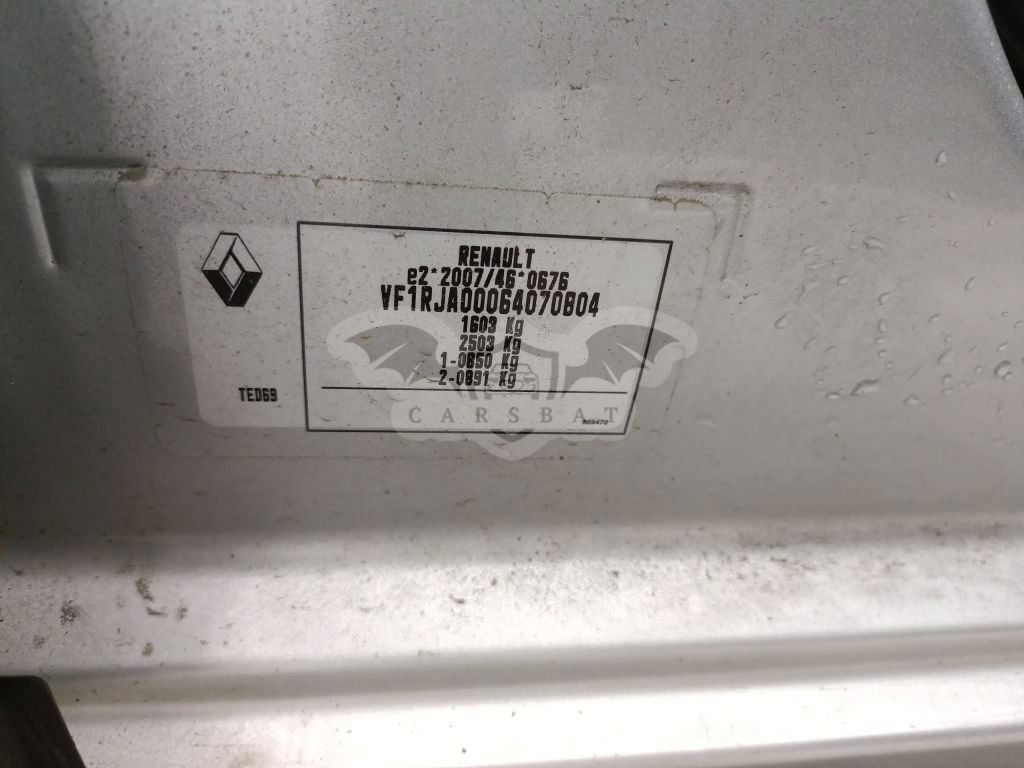 RENAULT
e2*2007/46*0676
VF1RJA00064070804
1603 Kg
2503 Kg
1-0850 Kg
2-0891 Kg
TED69
CARSBAT